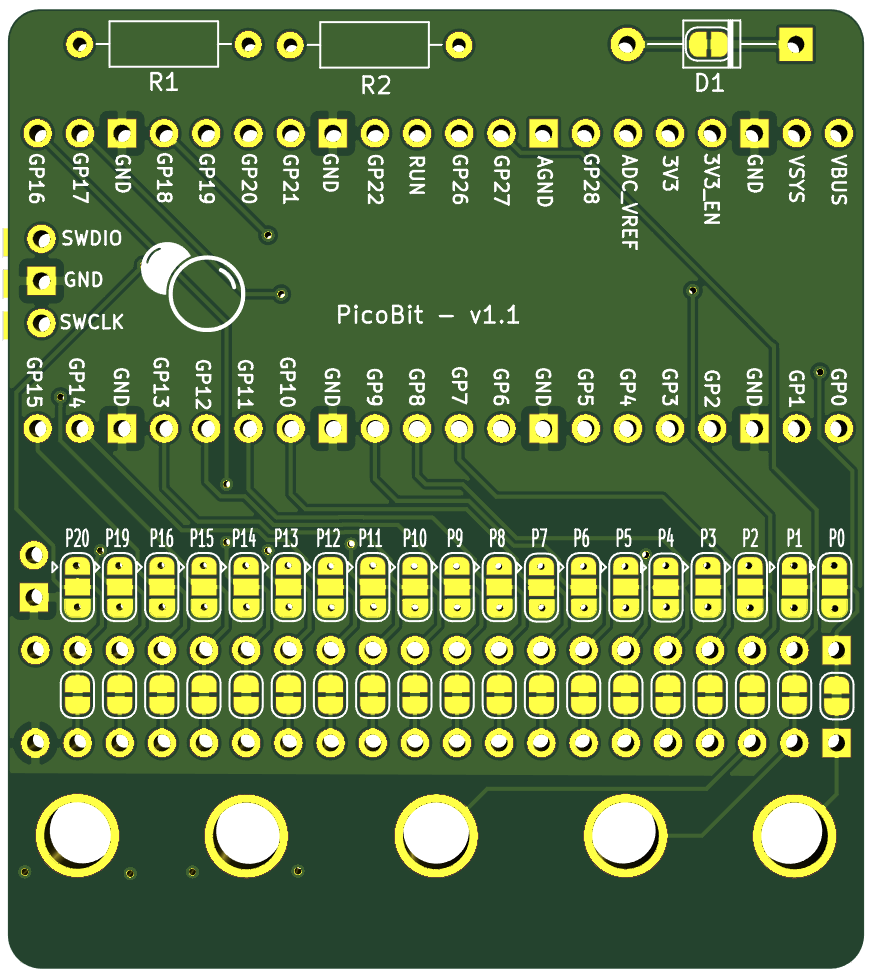 R1 R2 D1
GP16 GP17 GND GP18 GP19 GP20 GP21 GND GP22 RUN GP26 GP27 AGND GP28 ADC_VREF 3V3 3V3_EN GND VSYS VBUS
SWDIO
GND
SWCLK
PicoBit - v1.1
GP15 GP14 GND GP13 GP12 GP11 GP10 GND GP9 GP8 GP7 GP6 GND GP5 GP4 GP3 GP2 GND GP1 GP0
P20 P19 P16 P15 P14 P13 P12 P11 P10 P9 P8 P7 P6 P5 P4 P3 P2 P1 P0